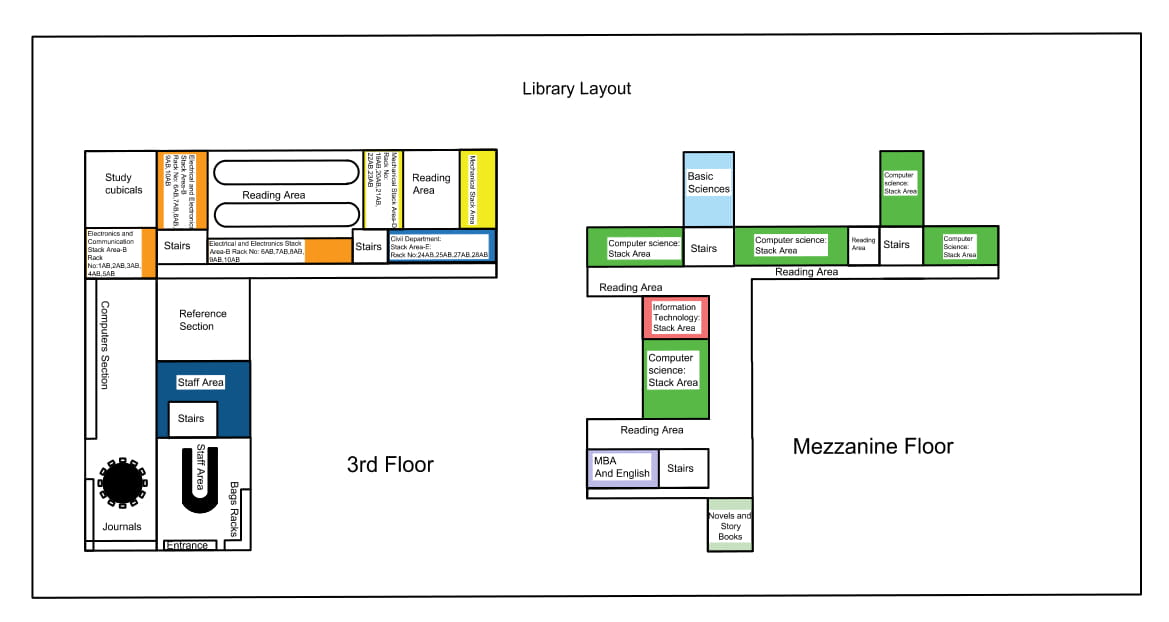 Library Layout
Study
cubicals
Electrical and Electronics
Stack Area-B
Rack No: 6AB,7AB,8AB,
9AB,10AB
Reading Area
Mechanical Stack Area-D
Rack No:
19AB,20AB,21AB,
22AB,23AB
Reading
Area
Mechanical Stack Area
Electronics and
Communication
Stack Area-B
Rack
No:1AB,2AB,3AB,
4AB,5AB
Stairs
Electrical and Electronics Stack
Area-B Rack No: 6AB,7AB,8AB,
9AB,10AB
Stairs
Civil Department:
Stack Area-E:
Rack No:24AB,25AB,27AB,28AB
Computers Section
Reference
Section
Staff Area
Stairs
Staff Area
Bags Racks
Journals
Entrance
3rd Floor
Basic
Sciences
Computer
science:
Stack Area
Computer science:
Stack Area
Stairs
Computer science:
Stack Area
Reading
Area
Stairs
Computer
Science:
Stack Area
Reading Area
Reading Area
Information
Technology:
Stack Area
Computer
science:
Stack Area
Reading Area
MBA
And English
Stairs
Novels and
Story
Books
Mezzanine Floor